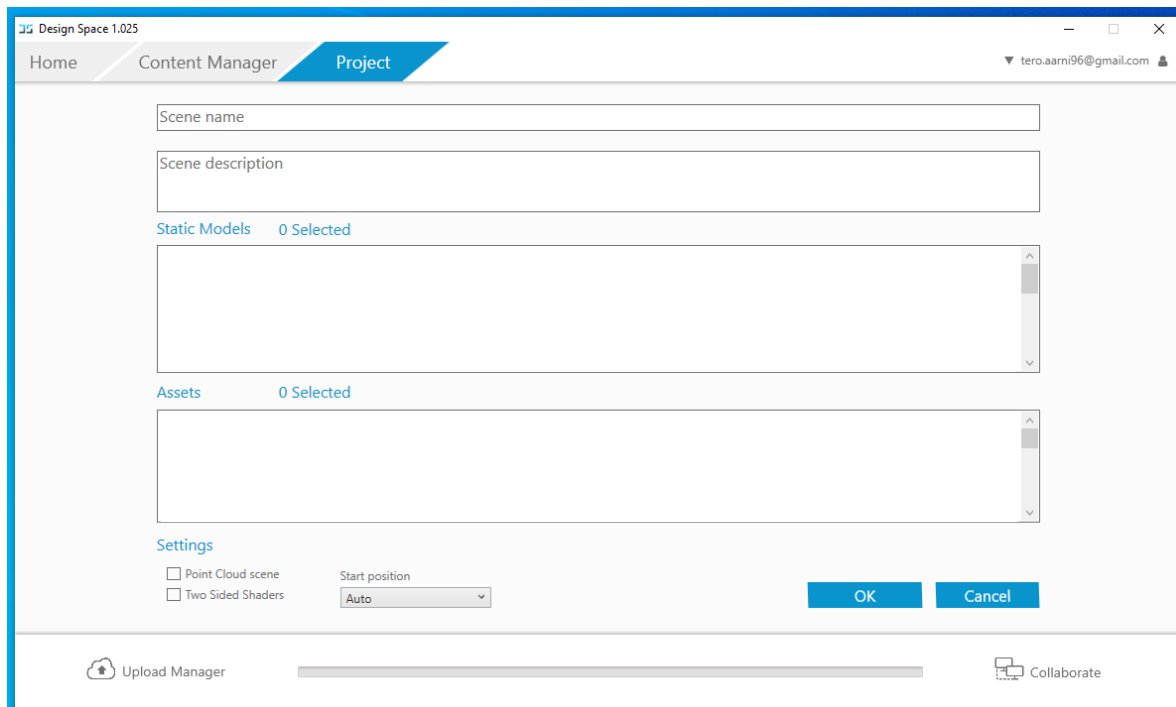 Design Space 1.025
Home Content Manager Project tero.aarni96@gmail.com
Scene name
Scene description
Static Models 0 Selected
Assets 0 Selected
Settings
Point Cloud scene Start position
Two Sided Shaders Auto OK Cancel
Upload Manager Collaborate